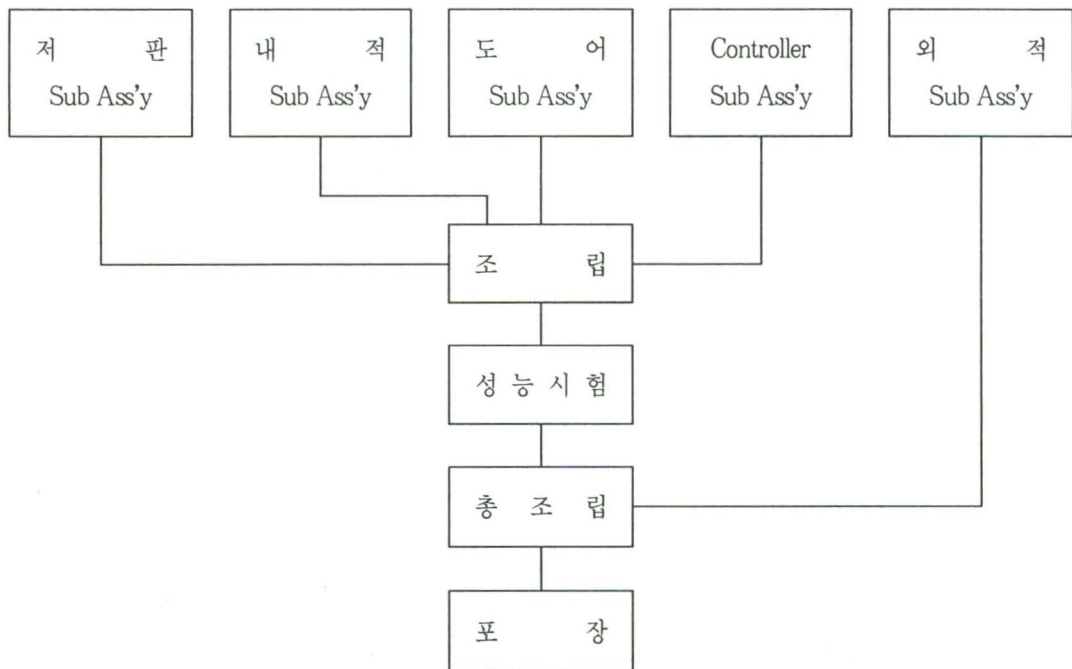 저 판
Sub Ass'y
내 적
Sub Ass'y
도 어
Sub Ass'y
Controller
Sub Ass'y
외 적
Sub Ass'y
조 립
성 능 시 험
총 조 립
포 장